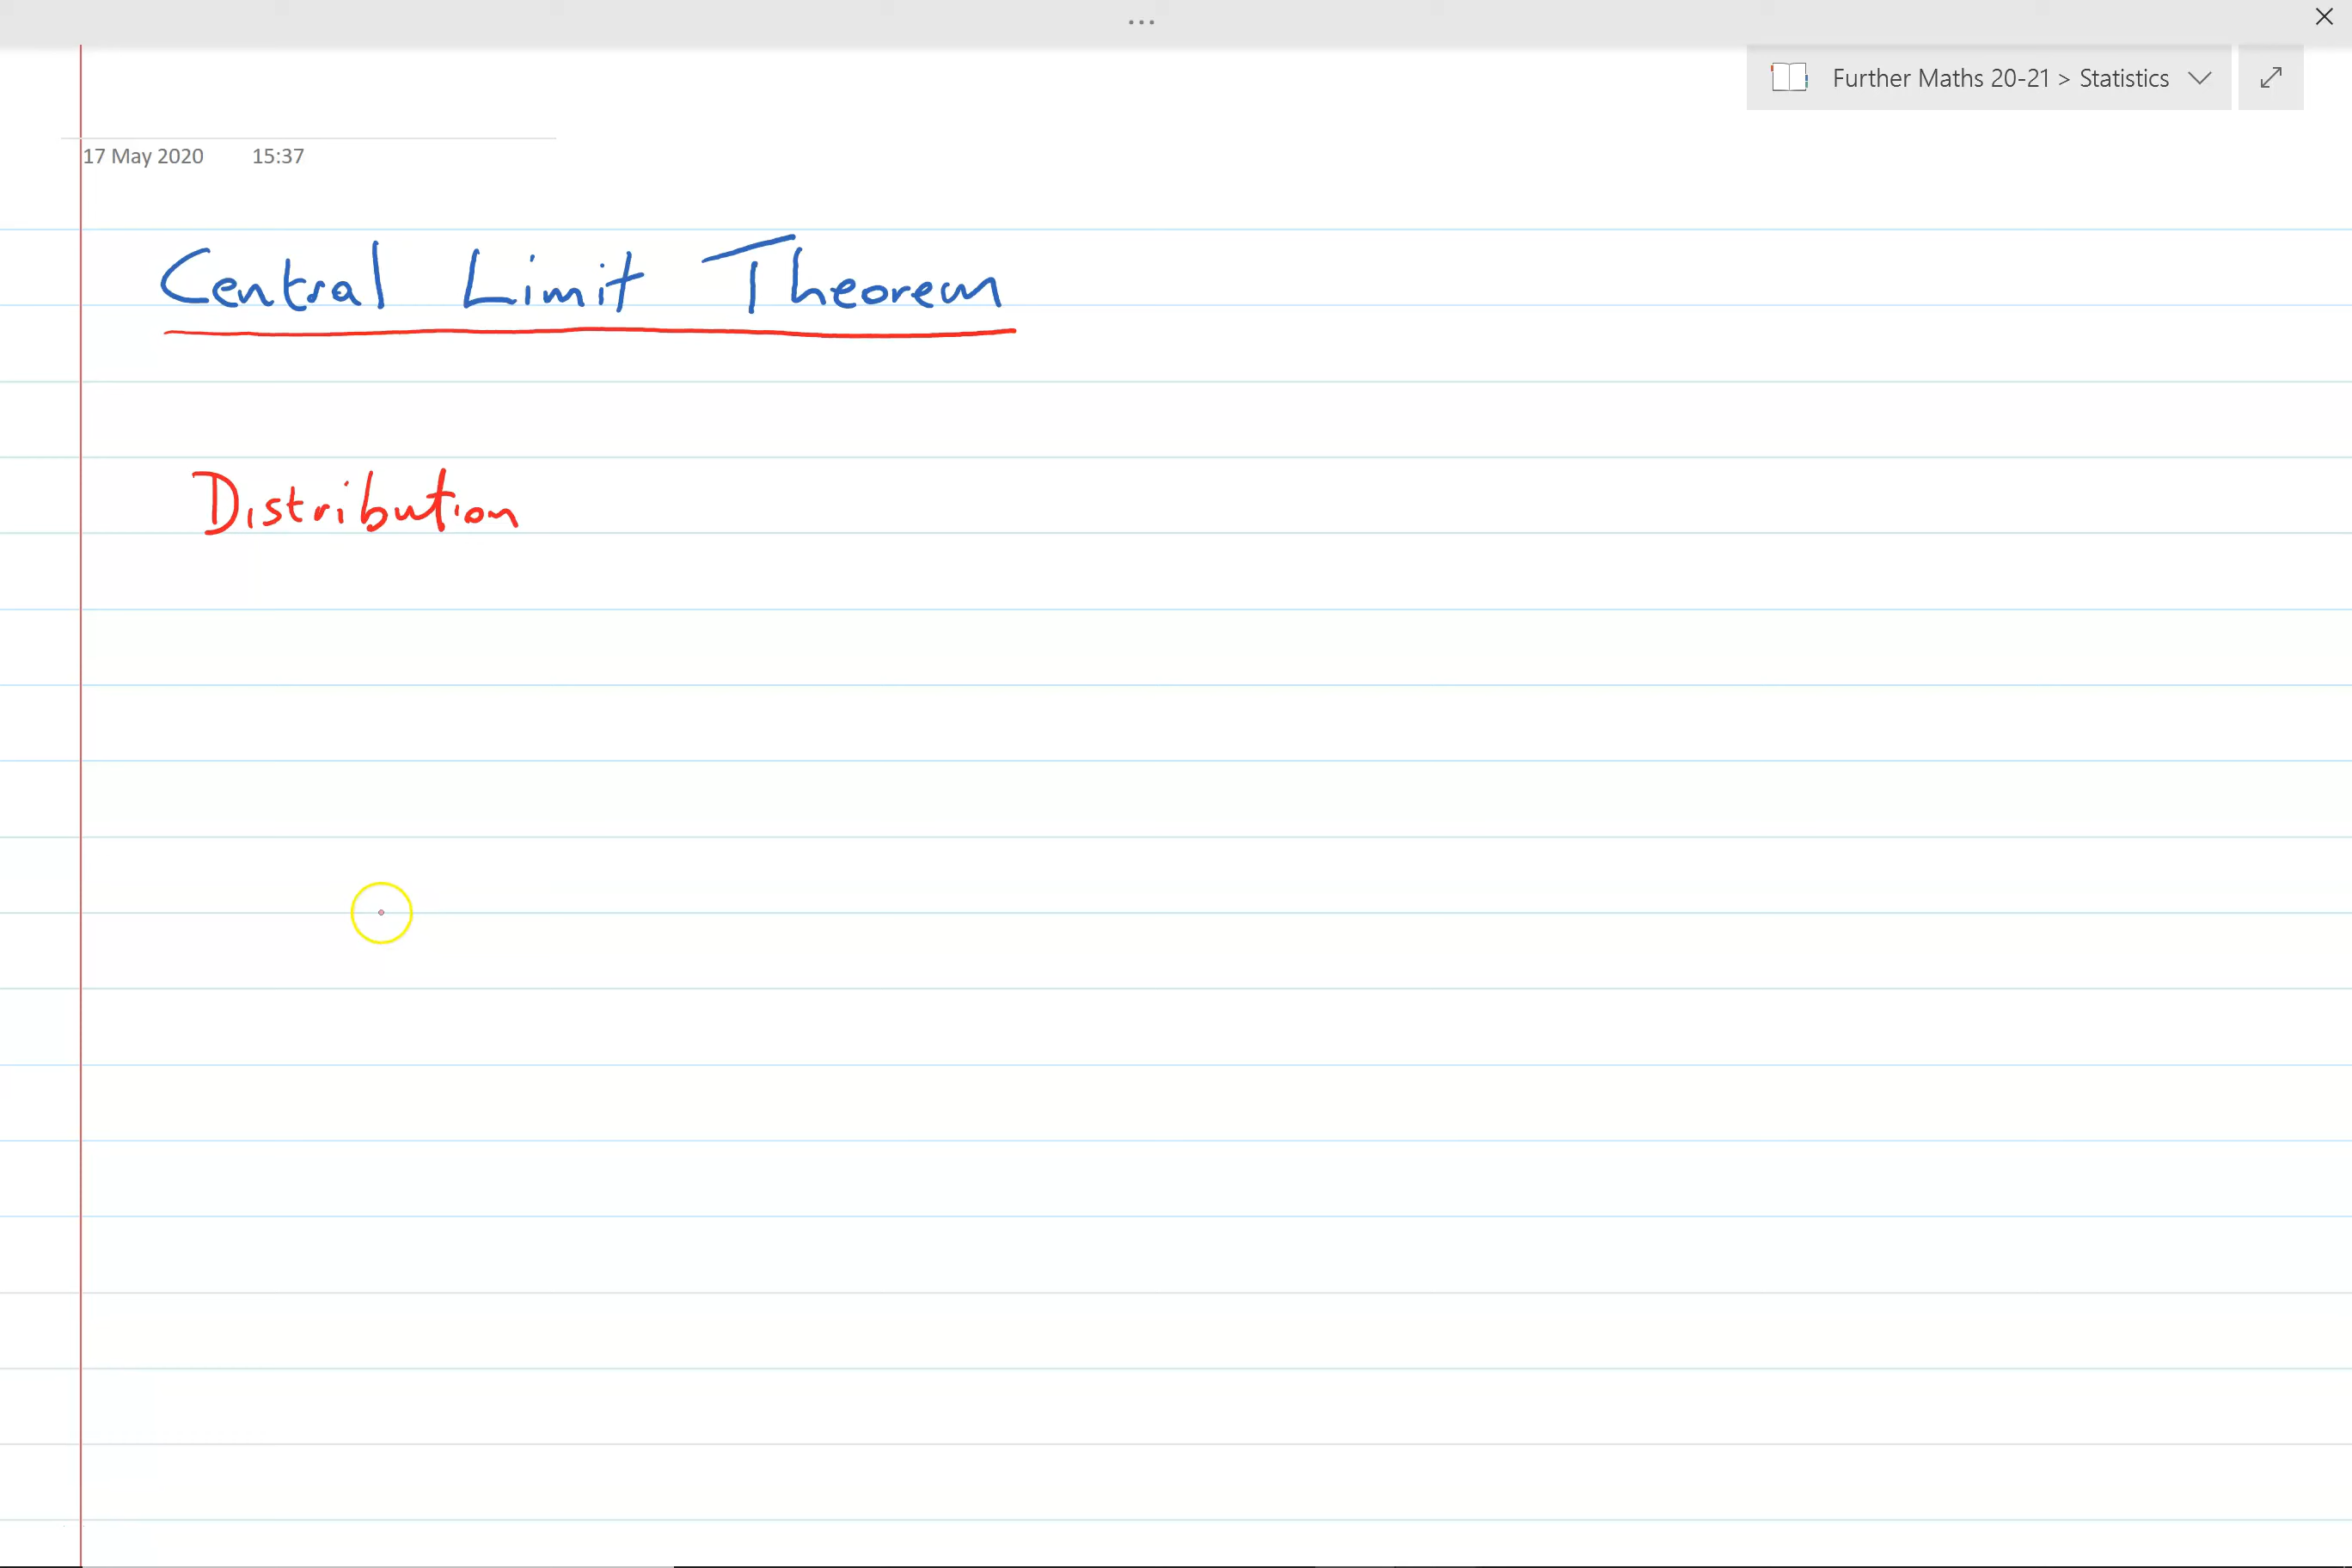 Further Maths 20-21 > Statistics
17 May 2020 15:37
Central Limit Theorem
Distribution